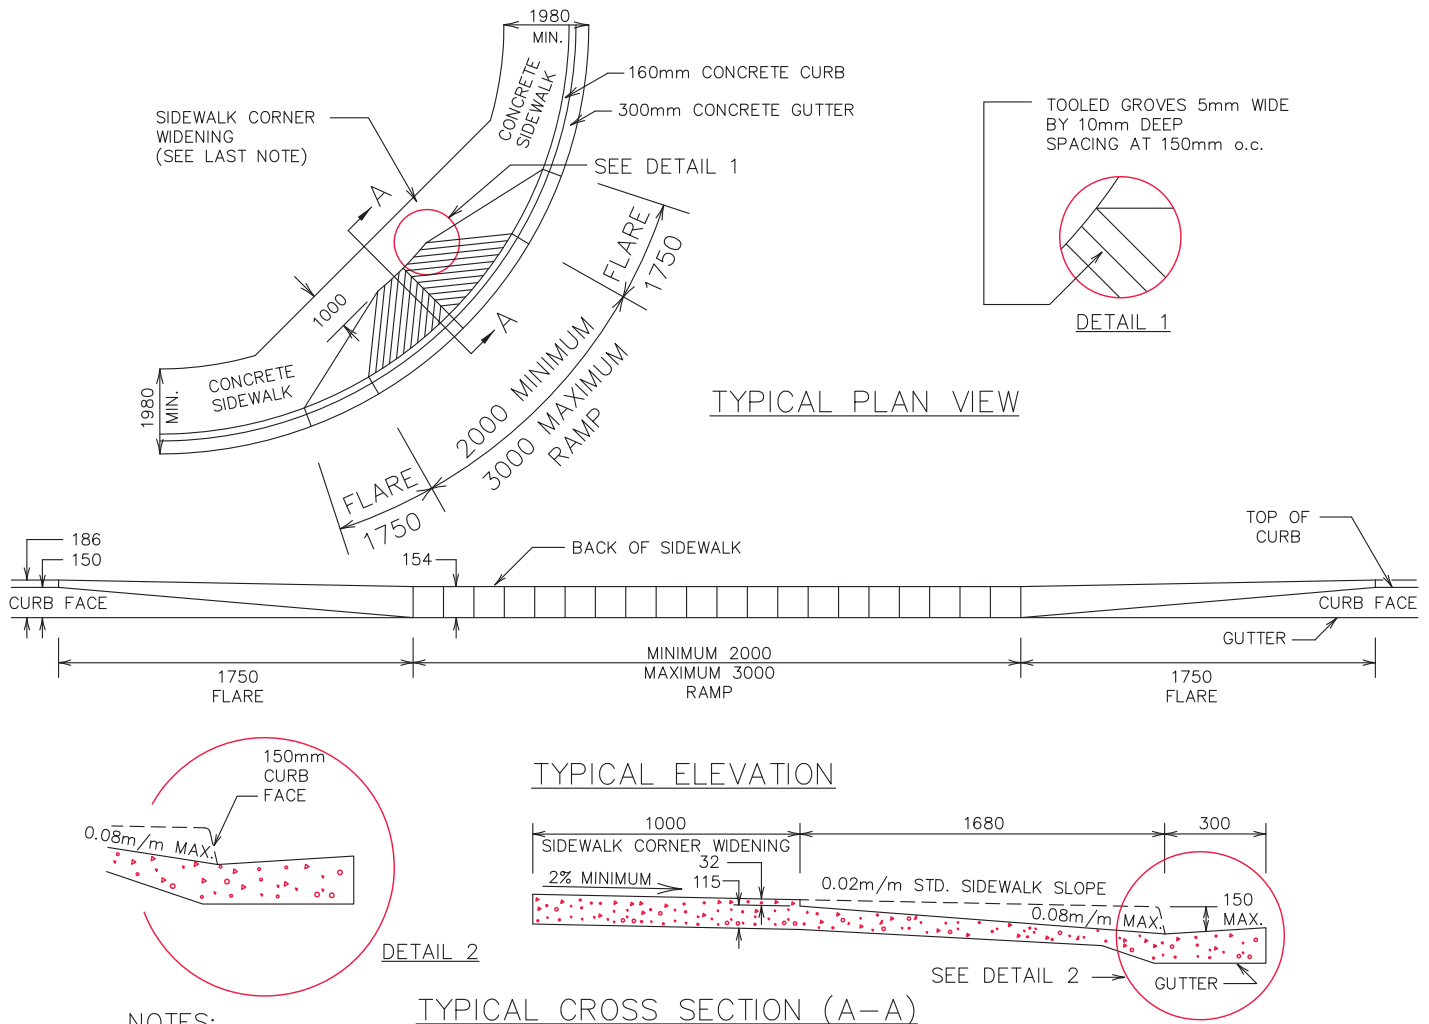 1980
MIN.
160mm CONCRETE CURB
300mm CONCRETE GUTTER
CONCRETE
SIDEWALK
SIDEWALK CORNER
WIDENING
(SEE LAST NOTE)
SEE DETAIL 1
A
A
1000
FLARE
1750
2000 MINIMUM
3000 MAXIMUM
RAMP
FLARE
1750
CONCRETE
SIDEWALK
1980
MIN.
TOOLED GROVES 5mm WIDE
BY 10mm DEEP
SPACING AT 150mm o.c.
DETAIL 1
TYPICAL PLAN VIEW
186
150
154
BACK OF SIDEWALK
TOP OF
CURB
CURB FACE
CURB FACE
GUTTER
1750
FLARE
MINIMUM 2000
MAXIMUM 3000
RAMP
1750
FLARE
TYPICAL ELEVATION
150mm
CURB
FACE
0.08m/m MAX.
DETAIL 2
1000
1680
300
SIDEWALK CORNER WIDENING
32
115
2% MINIMUM
0.02m/m STD. SIDEWALK SLOPE
0.08m/m MAX.
150
MAX.
SEE DETAIL 2
GUTTER
TYPICAL CROSS SECTION (A-A)
NOTES: